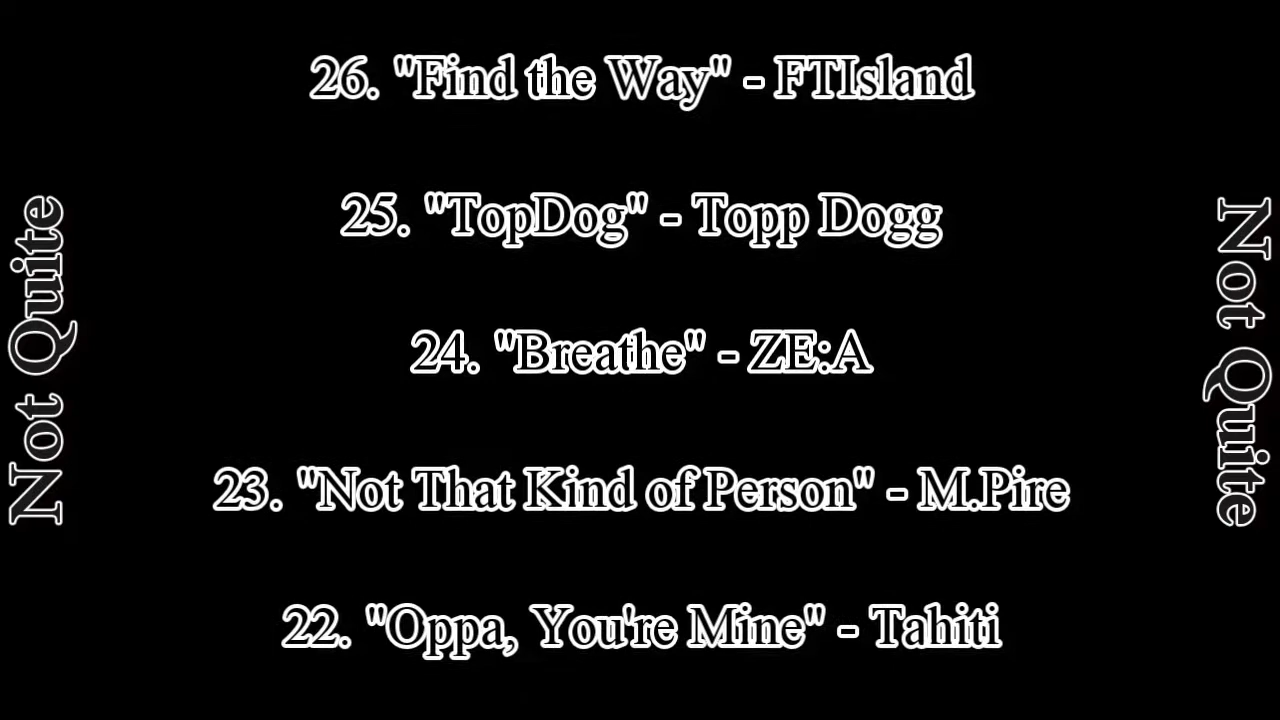 26. "Find the Way" - FTIsland
25. "TopDog" - Topp Dogg
24. "Breathe" - ZE:A
23. "Not That Kind of Person" - M.Pire
22. "Oppa, You're Mine" - Tahiti
Not Quite
Not Quite